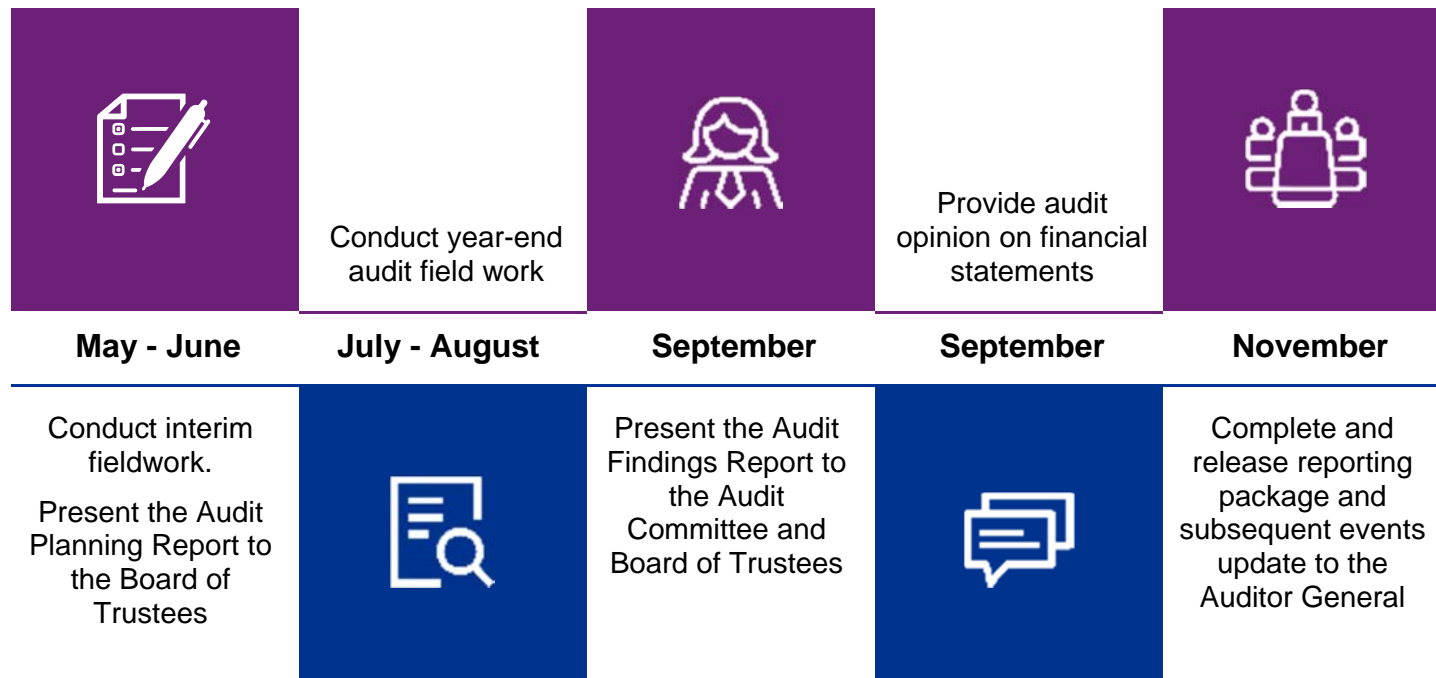 Conduct year-end
audit field work
Provide audit
opinion on financial
statements
May - June
July - August
September
September
November
Conduct interim
fieldwork.
Present the Audit
Planning Report to
the Board of
Trustees
Present the Audit
Findings Report to
the Audit
Committee and
Board of Trustees
Complete and
release reporting
package and
subsequent events
update to the
Auditor General